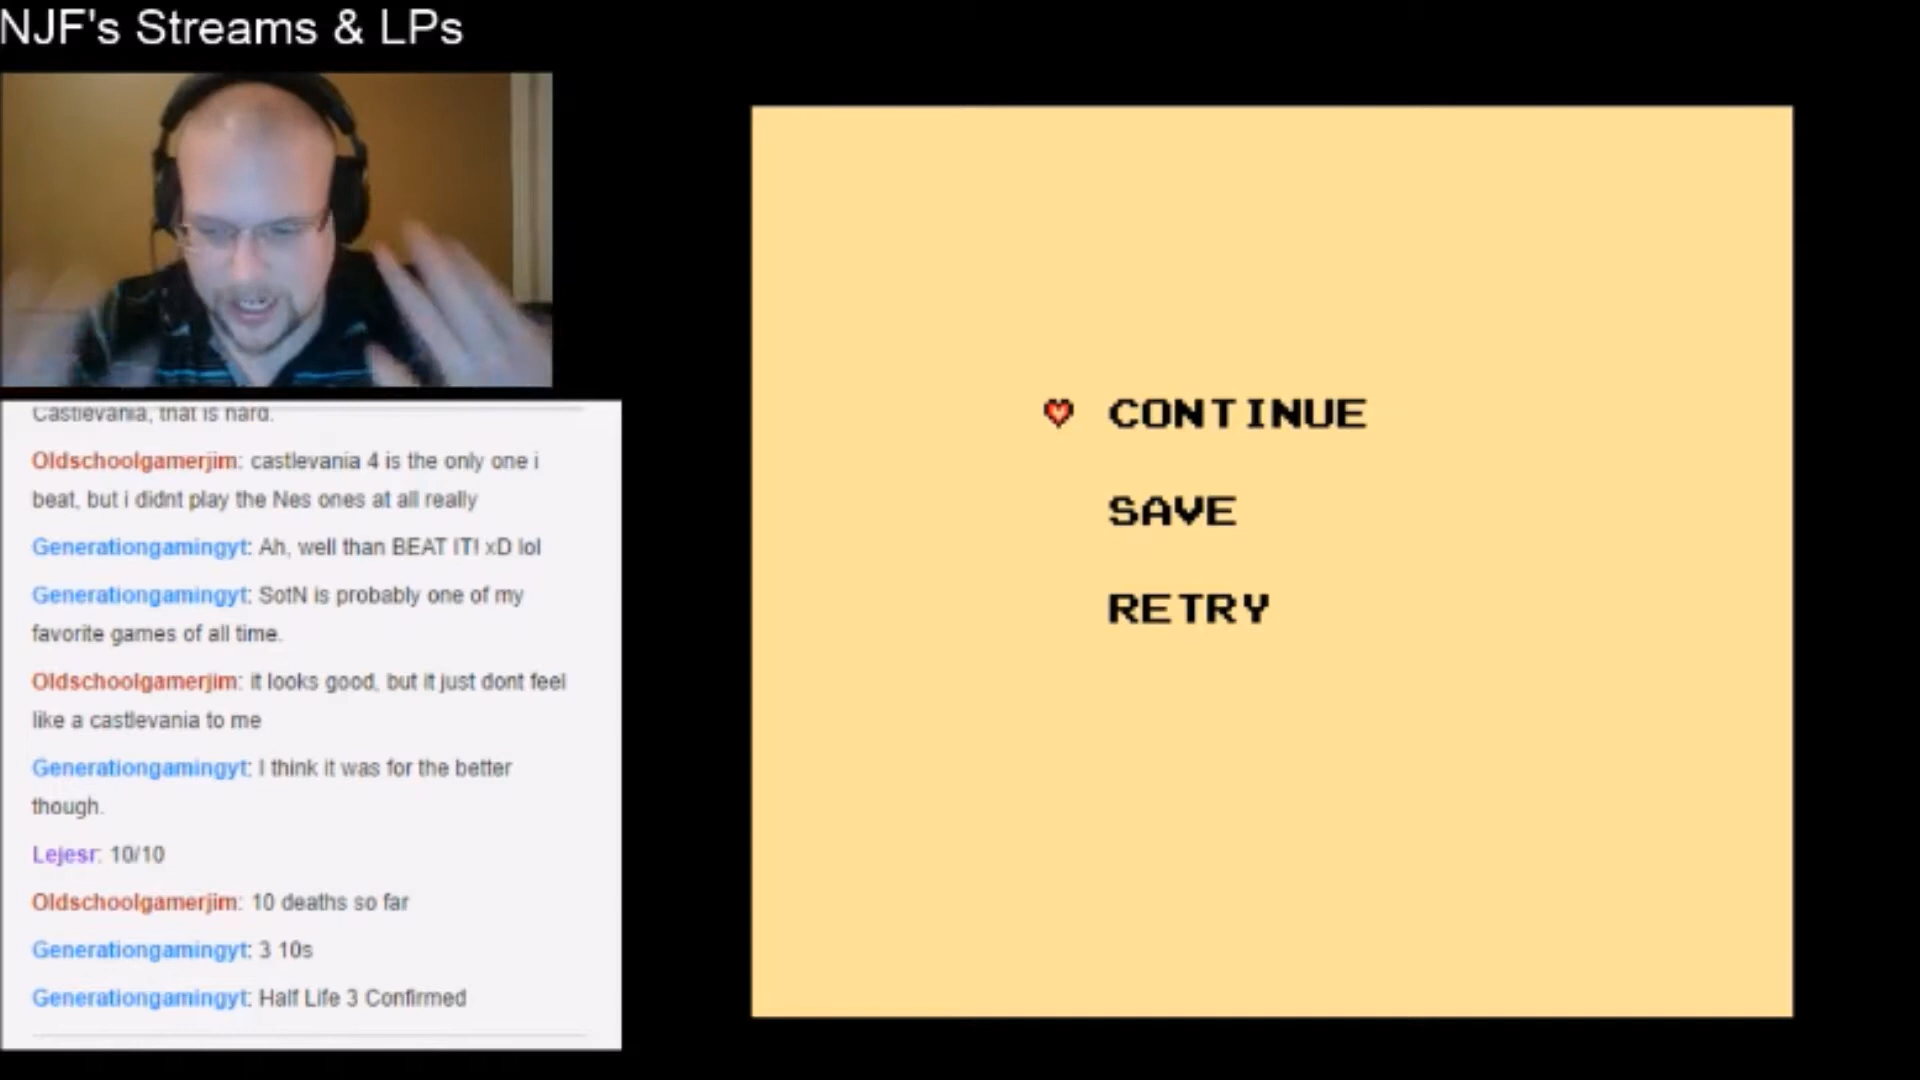 NJF's Streams & LPs
Castlevania, that is hard.
Oldschoolgamerjim: castlevania 4 is the only one i
beat, but i didnt play the Nes ones at all really
Generationgamingyt: Ah, well than BEAT IT! xD lol
Generationgamingyt: SotN is probably one of my
favorite games of all time.
Oldschoolgamerjim: it looks good, but it just dont feel
like a castlevania to me
Generationgamingyt: I think it was for the better
though.
Lejesr: 10/10
Oldschoolgamerjim: 10 deaths so far
Generationgamingyt: 3 10s
Generationgamingyt: Half Life 3 Confirmed
CONTINUE
SAVE
RETRY